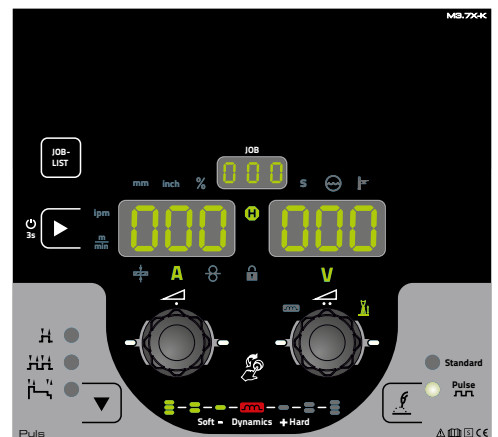 M3.7X-K
JOB-
LIST
JOB
000
mm inch % S
3s
ipm
m
min
000 H 000
A V
Standard
Pulse
Soft - Dynamics + Hard
Puls
S CE